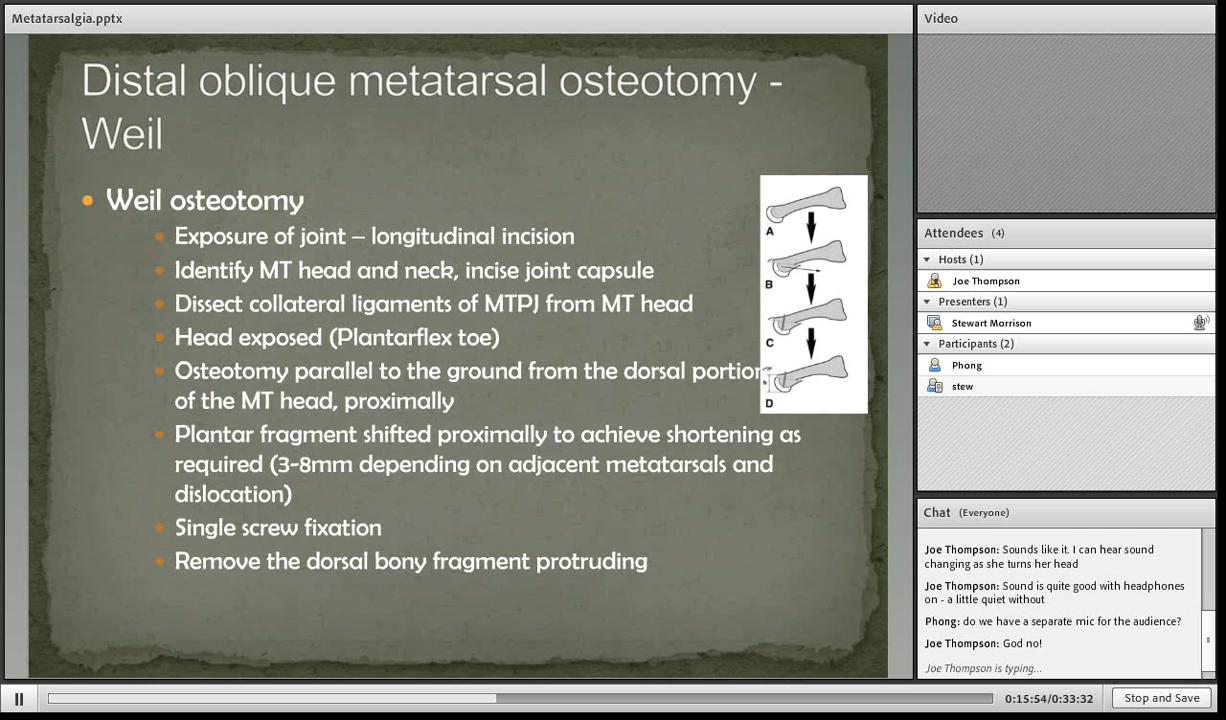 Metatarsalgia.pptx
Distal oblique metatarsal osteotomy -
Weil
Weil osteotomy
Exposure of joint – longitudinal incision
Identify MT head and neck, incise joint capsule
Dissect collateral ligaments of MTPJ from MT head
Head exposed (Plantarflex toe)
Osteotomy parallel to the ground from the dorsal portion
of the MT head, proximally
Plantar fragment shifted proximally to achieve shortening as
required (3-8mm depending on adjacent metatarsals and
dislocation)
Single screw fixation
Remove the dorsal bony fragment protruding
A
B
C
D
Video
Attendees (4)
Hosts (1)
Joe Thompson
Presenters (1)
Stewart Morrison
Participants (2)
Phong
stew
Chat (Everyone)
Joe Thompson: Sounds like it. I can hear sound
changing as she turns her head
Joe Thompson: Sound is quite good with headphones
on - a little quiet without
Phong: do we have a separate mic for the audience?
Joe Thompson: God no!
Joe Thompson is typing...
0:15:54/0:33:32
Stop and Save